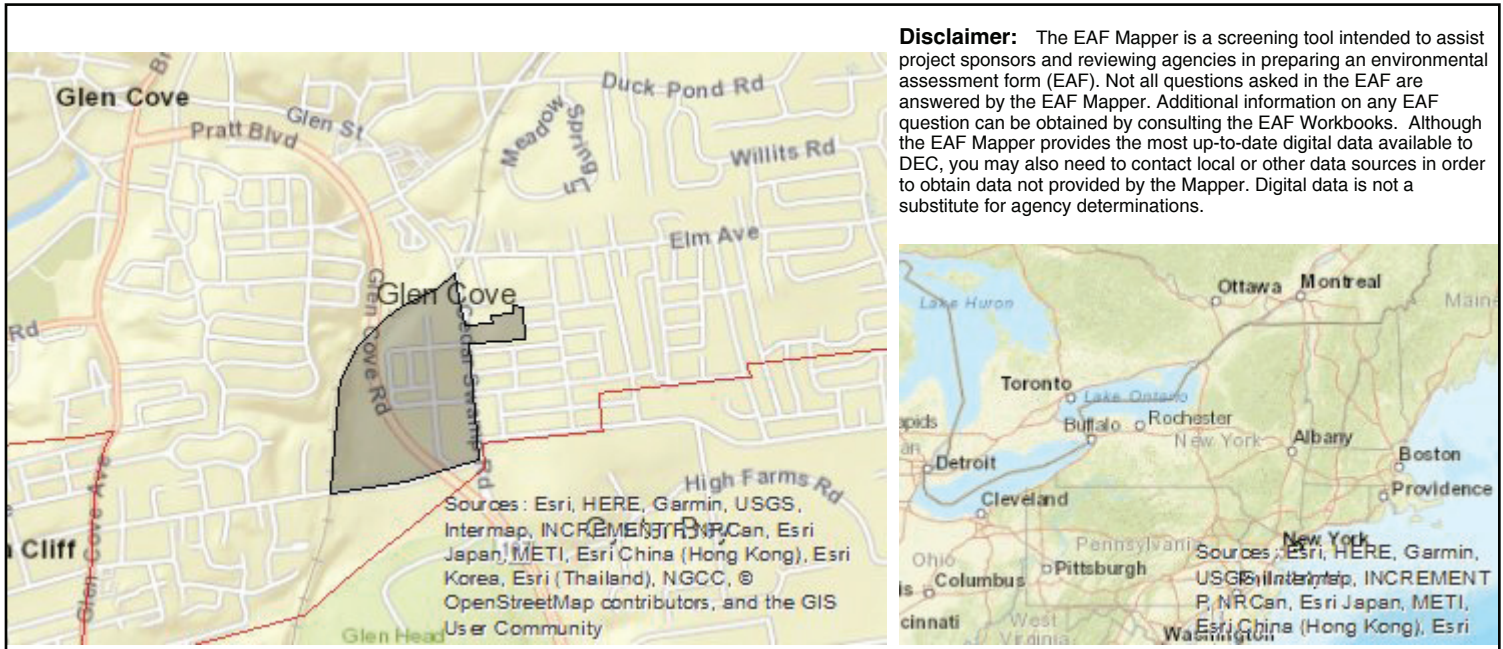 Disclaimer: The EAF Mapper is a screening tool intended to assist
project sponsors and reviewing agencies in preparing an environmental
assessment form (EAF). Not all questions asked in the EAF are
answered by the EAF Mapper. Additional information on any EAF
question can be obtained by consulting the EAF Workbooks. Although
the EAF Mapper provides the most up-to-date digital data available to
DEC, you may also need to contact local or other data sources in order
to obtain data not provided by the Mapper. Digital data is not a
substitute for agency determinations.
Glen Cove
Pratt Blvd
Glen St
Duck Pond Rd
Meadow
Spring Ln
Willits Rd
Elm Ave
Glen Cove
Glen Cove Rd
Cedar Swamp
Rd
Rd
Glen Cove Ave
Cliff
High Farms Rd
Glen Head
Sources: Esri, HERE, Garmin, USGS,
Intermap, INCREMENT P, NRCan, Esri
Japan, METI, Esri China (Hong Kong), Esri
Korea, Esri (Thailand), NGCC, ©
OpenStreetMap contributors, and the GIS
User Community
Ottawa
Montreal
Lake Huron
Toronto
Lake Ontario
Buffalo
Rochester
New York
Albany
Boston
Providence
Detroit
Cleveland
Pennsylvania
New York
Ohio
Pittsburgh
Columbus
West
Virginia
Washington
Sources: Esri, HERE, Garmin,
USGS, Intermap, INCREMENT
P, NRCan, Esri Japan, METI,
Esri China (Hong Kong), Esri